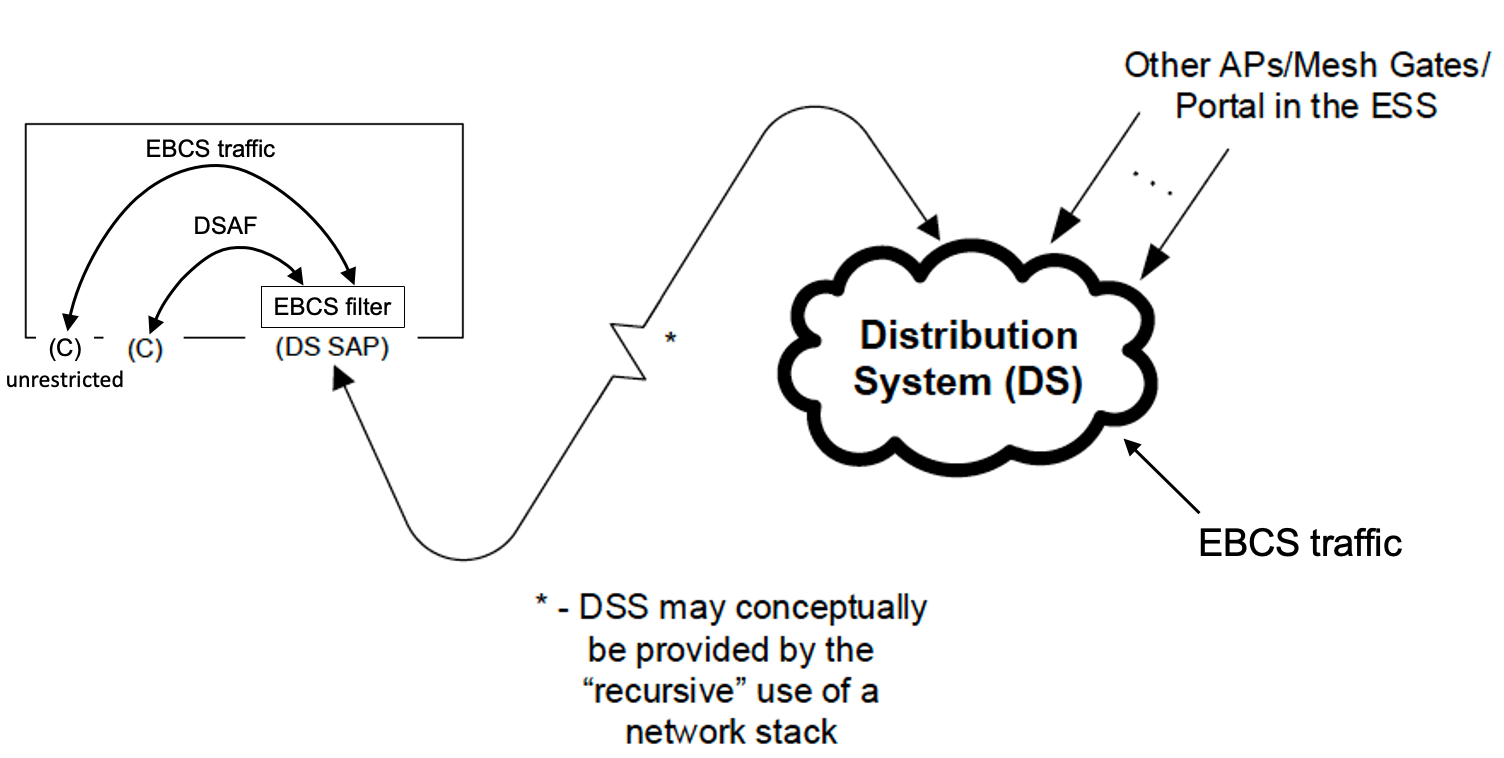 Other APs/Mesh Gates/
Portal in the ESS
EBCS traffic
DSAF
EBCS filter
(C)
(C)
(DS SAP)
unrestricted
*
Distribution
System (DS)
EBCS traffic
* - DSS may conceptually
be provided by the
“recursive” use of a
network stack